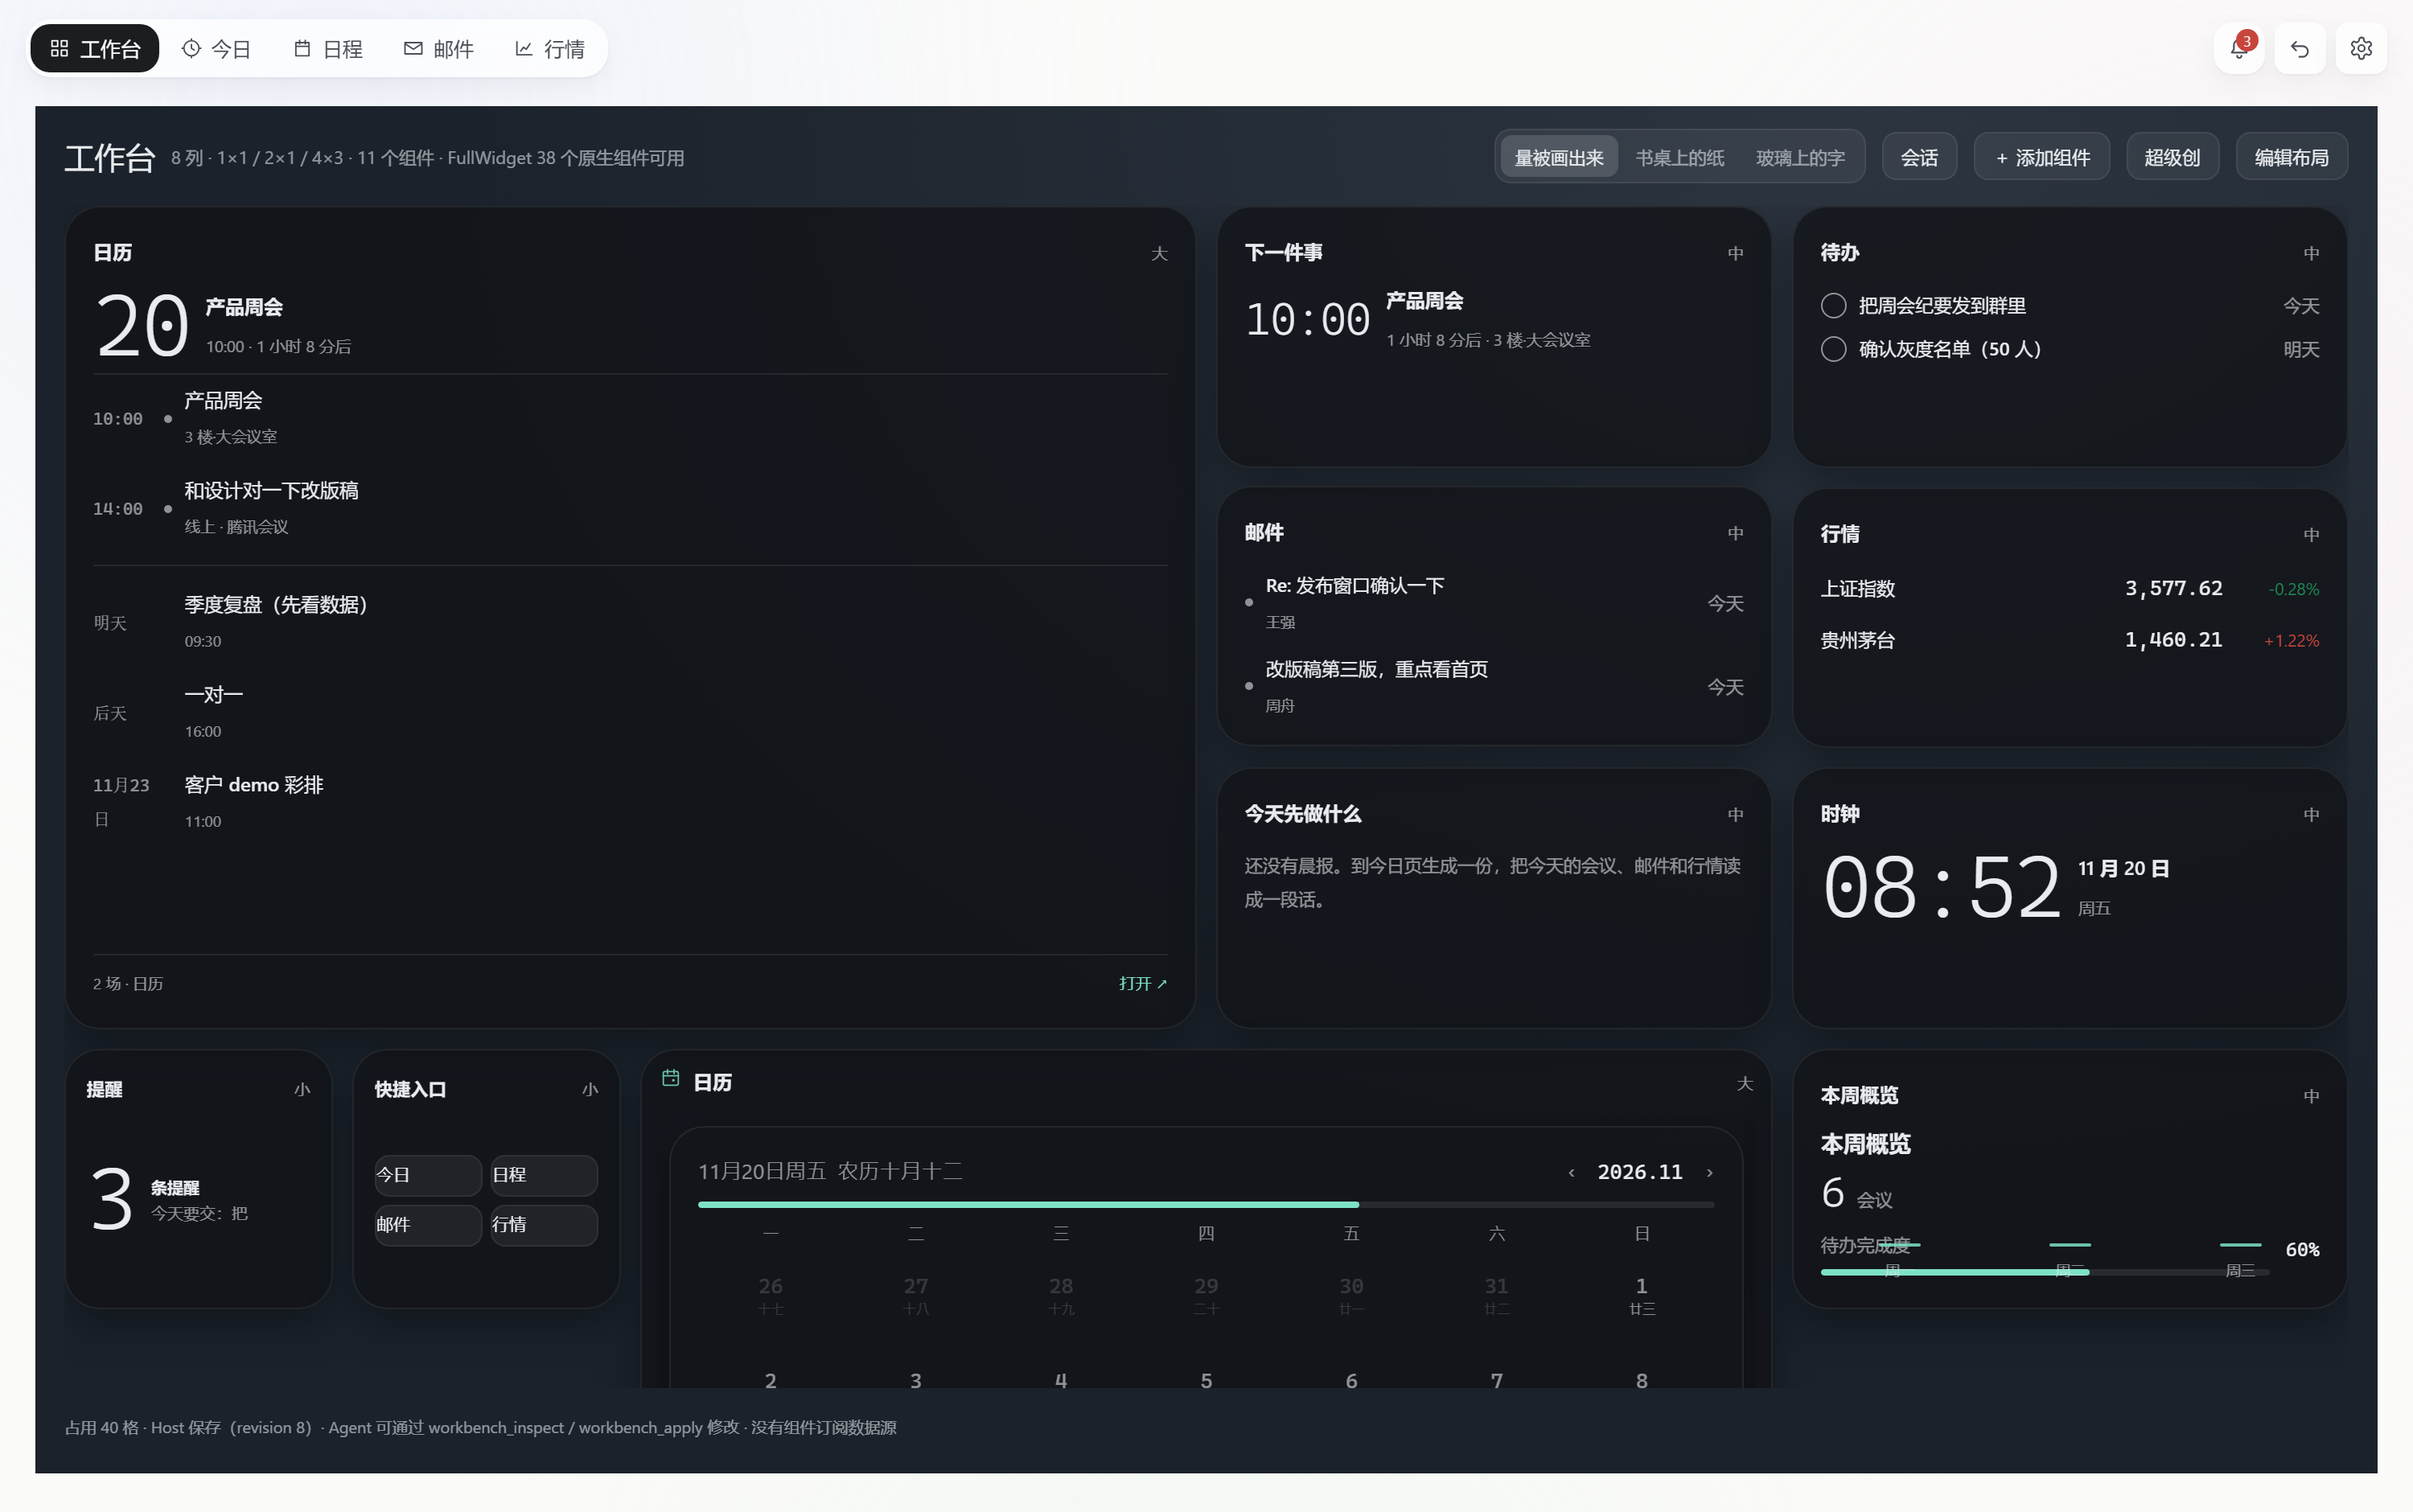 工作台
今日
日程
邮件
行情
3
工作台
8 列 · 1×1 / 2×1 / 4×3 · 11 个组件 · FullWidget 38 个原生组件可用
量被画出来
书桌上的纸
玻璃上的字
会话
+ 添加组件
超级创
编辑布局
日历
大
20
产品周会
10:00 · 1 小时 8 分后
10:00
产品周会
3 楼·大会议室
14:00
和设计对一下改版稿
线上 · 腾讯会议
明天
季度复盘（先看数据）
09:30
后天
一对一
16:00
11月23
日
客户 demo 彩排
11:00
2 场 · 日历
打开 ↗
下一件事
中
10:00
产品周会
1 小时 8 分后 · 3 楼·大会议室
待办
中
把周会纪要发到群里
今天
确认灰度名单（50 人）
明天
邮件
中
Re: 发布窗口确认一下
王强
今天
改版稿第三版，重点看首页
周舟
今天
行情
中
上证指数
3,577.62
-0.28%
贵州茅台
1,460.21
+1.22%
今天先做什么
中
还没有晨报。到今日页生成一份，把今天的会议、邮件和行情读
成一段话。
时钟
中
08:52
11 月 20 日
周五
提醒
小
3
条提醒
今天要交：把
快捷入口
小
今日
日程
邮件
行情
日历
大
11月20日周五 农历十月十二
‹ 2026.11 ›
一 二 三 四 五 六 日
26 27 28 29 30 31 1
十七 十八 十九 二十 廿一 廿二 廿三
2 3 4 5 6 7 8
本周概览
中
本周概览
6 会议
待办完成度
60%
周一 周二 周三
占用 40 格 · Host 保存（revision 8）· Agent 可通过 workbench_inspect / workbench_apply 修改 · 没有组件订阅数据源